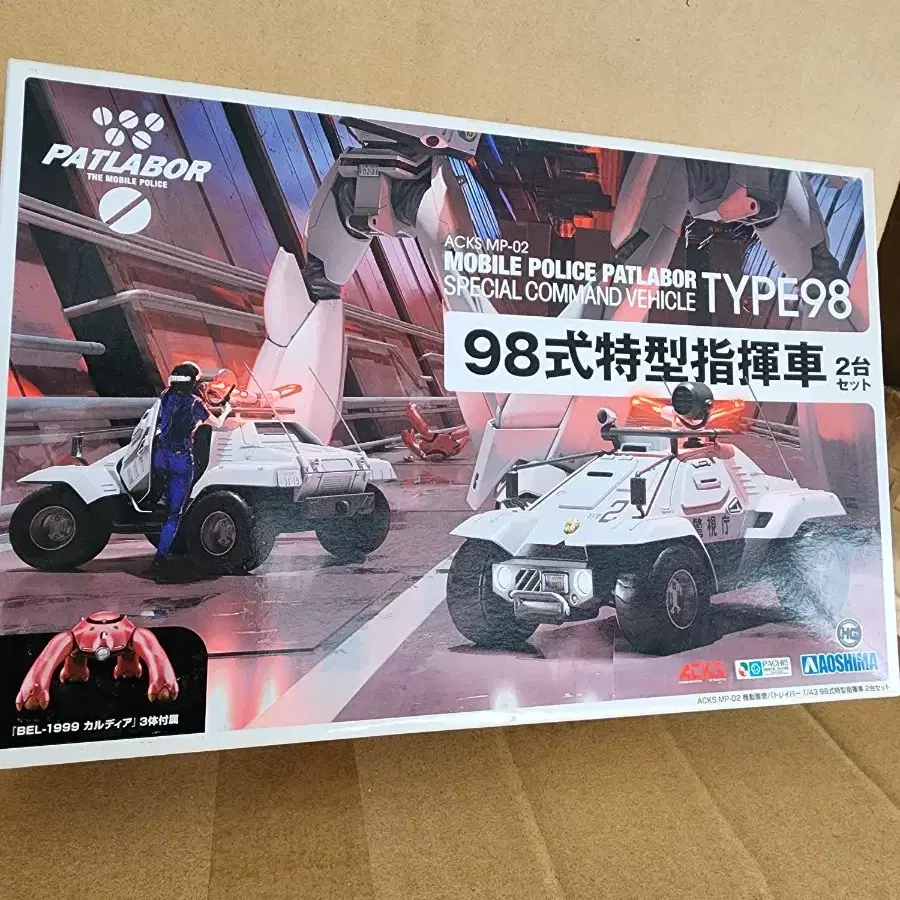 PATLABOR
THE MOBILE POLICE
ACKS MP-02
MOBILE POLICE PATLABOR
SPECIAL COMMAND VEHICLE TYPE98
98式特型指揮車 2台
セット
2
警視庁
HG
ACKS
AOSHIMA
ACKS MP-02 機動警察パトレイバー 1/43 98式特型指揮車 2台セット
「BEL-1999 カルディア」3体付属